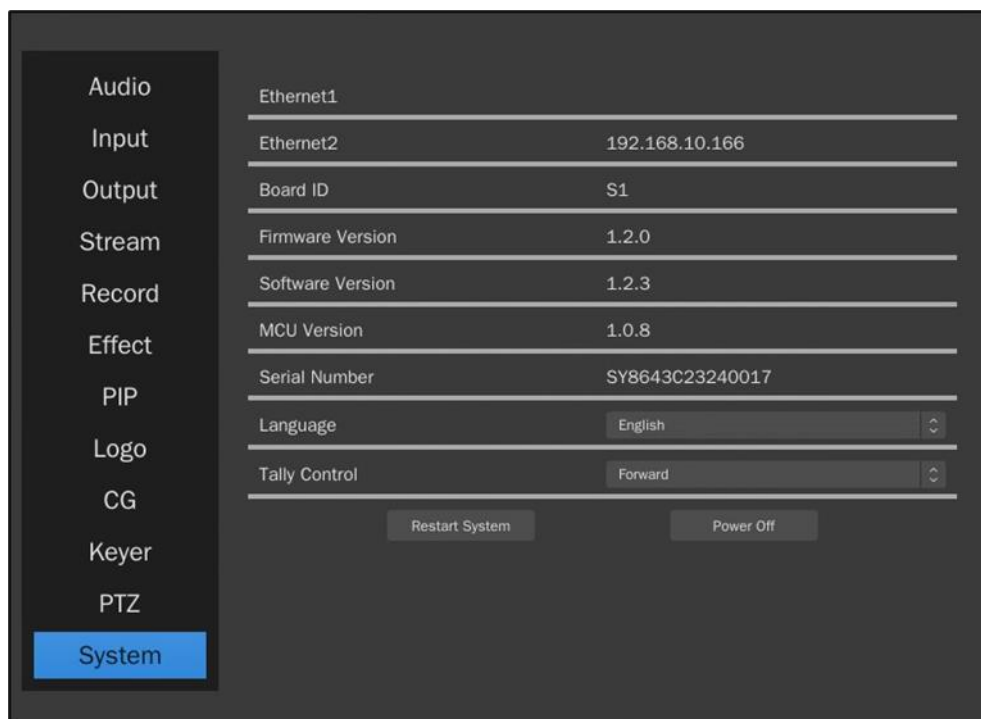 Audio
Input
Output
Stream
Record
Effect
PIP
Logo
CG
Keyer
PTZ
System
Ethernet1
Ethernet2 192.168.10.166
Board ID S1
Firmware Version 1.2.0
Software Version 1.2.3
MCU Version 1.0.8
Serial Number SY8643C23240017
Language English
Tally Control Forward
Restart System Power Off